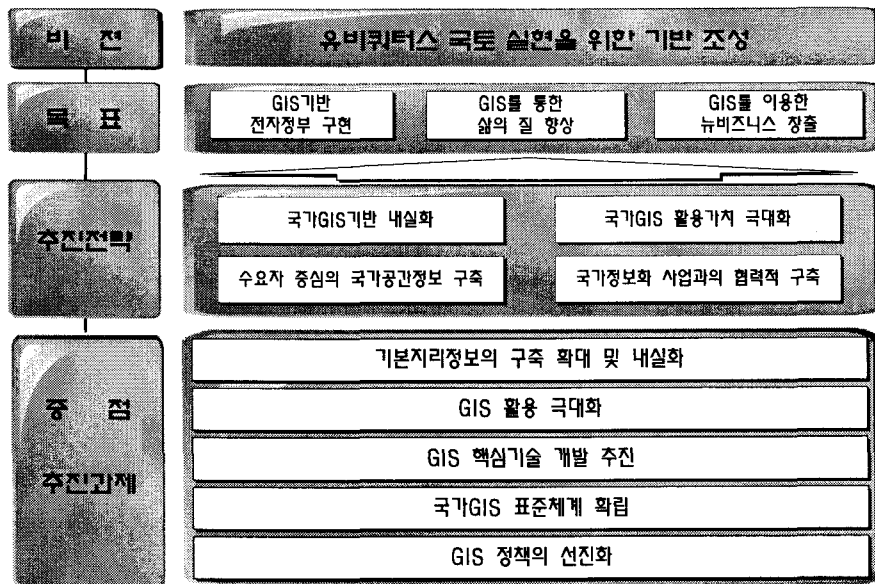 비 전
유비쿼터스 국토 실현을 위한 기반 조성
목 표
GIS기반
전자정부 구현
GIS를 통한
삶의 질 향상
GIS를 이용한
뉴비즈니스 창출
추진전략
국가GIS기반 내실화
국가GIS 활용가치 극대화
수요자 중심의 국가공간정보 구축
국가정보화 사업과의 협력적 구축
중 점
추진과제
기본지리정보의 구축 확대 및 내실화
GIS 활용 극대화
GIS 핵심기술 개발 추진
국가GIS 표준체계 확립
GIS 정책의 선진화